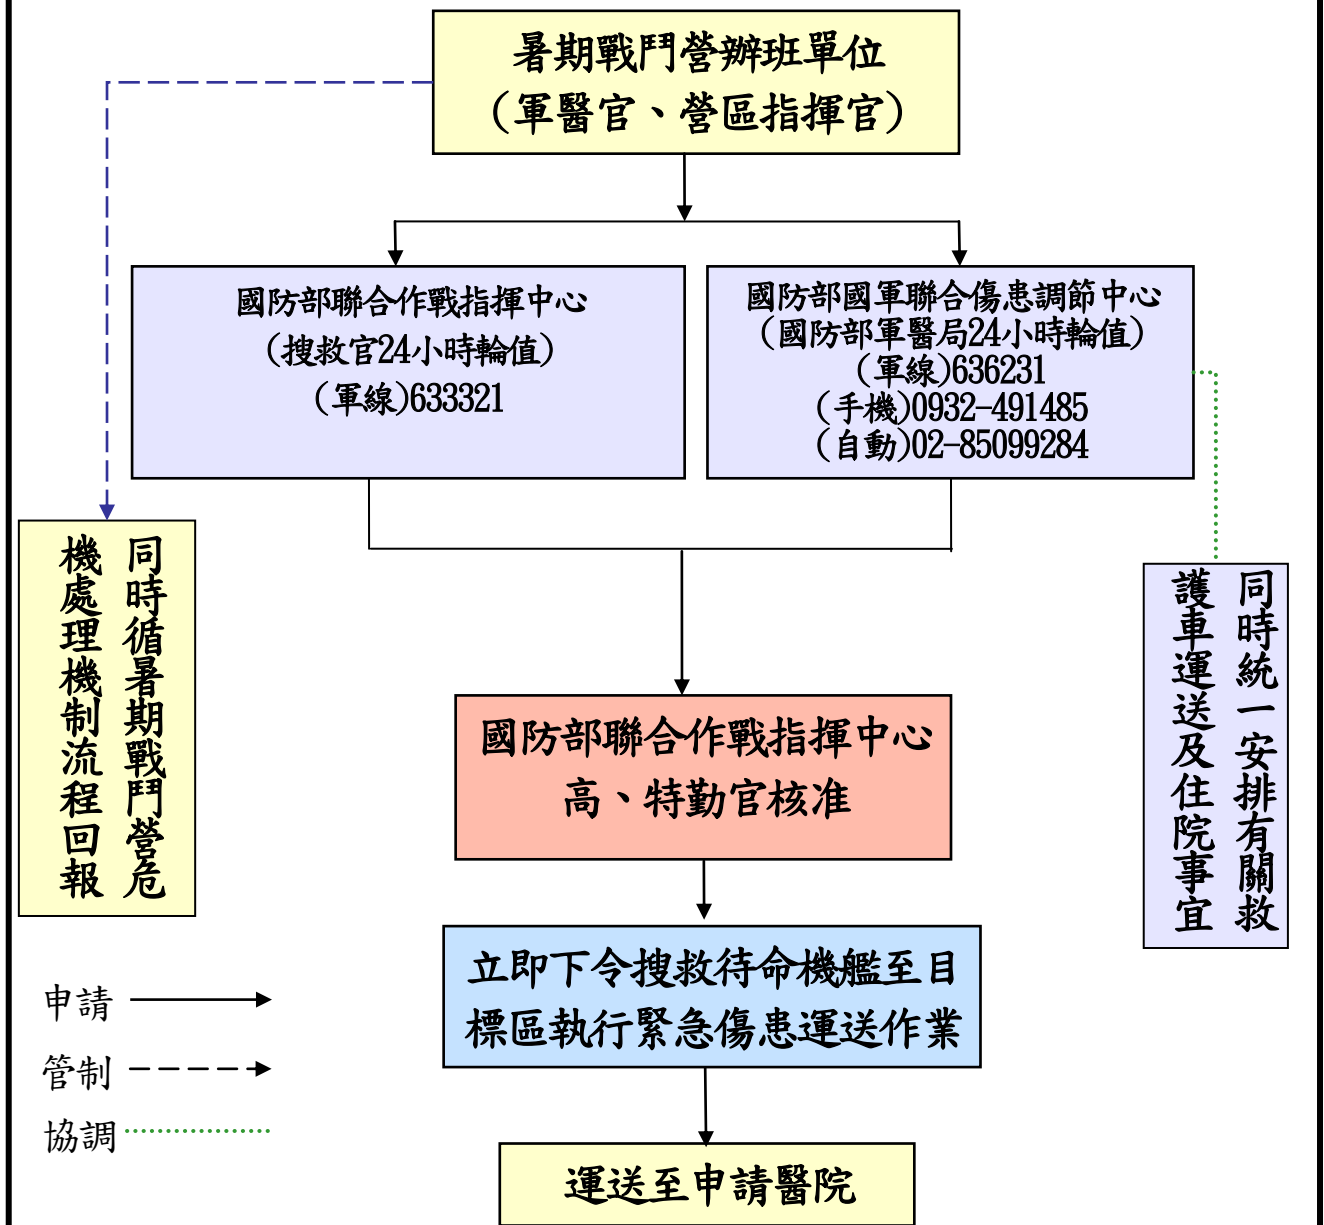 暑期戰鬥營辦班單位
(軍醫官、營區指揮官)
國防部聯合作戰指揮中心
(搜救官24小時輪值)
(軍線)633321
國防部國軍聯合傷患調節中心
(國防部軍醫局24小時輪值)
(軍線)636231
(手機)0932-491485
(自動)02-85099284
同時循暑期戰鬥營危
機處理機制流程回報
同時統一安排有關救
護車運送及住院事宜
國防部聯合作戰指揮中心
高、特勤官核准
立即下令搜救待命機艦至目
標區執行緊急傷患運送作業
運送至申請醫院
申請
管制
協調